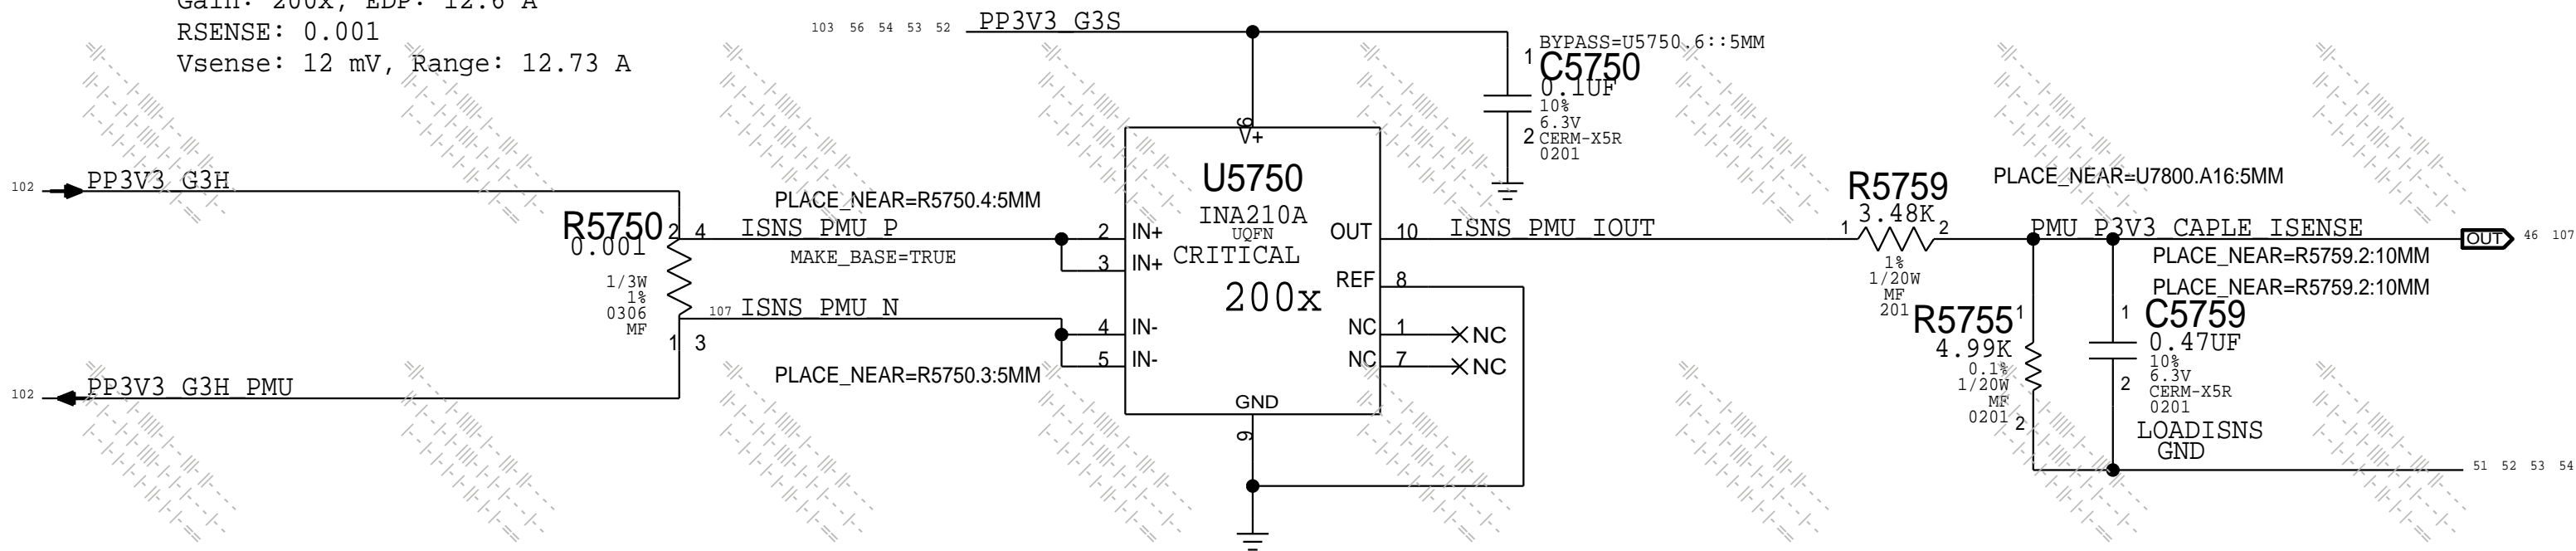 Gain: 200x, EDP: 12.6 A
RSENSE: 0.001
Vsense: 12 mV, Range: 12.73 A
103 56 54 53 52 PP3V3_G3S
BYPASS=U5750.6::5MM
1 C5750
0.1UF
10%
6.3V
2 CERM-X5R
0201
102 PP3V3_G3H
R5750
0.001
1/3W
1%
0306
MF
2 4
1 3
PLACE_NEAR=R5750.4:5MM
ISNS_PMU_P
MAKE_BASE=TRUE
107 ISNS_PMU_N
PLACE_NEAR=R5750.3:5MM
102 PP3V3_G3H_PMU
6
V+
U5750
INA210A
UQFN
CRITICAL
200x
2 IN+
3 IN+
4 IN-
5 IN-
OUT 10
REF 8
NC 1 NC
NC 7 NC
GND
9
ISNS_PMU_IOUT
R5759
1 3.48K 2
1%
1/20W
MF
201
PLACE_NEAR=U7800.A16:5MM
PMU_P3V3_CAPLE_ISENSE
OUT 46 107
PLACE_NEAR=R5759.2:10MM
PLACE_NEAR=R5759.2:10MM
R5755 1
4.99K
0.1%
1/20W
MF
0201
2
1 C5759
0.47UF
10%
6.3V
2 CERM-X5R
0201
LOADISNS
GND
51 52 53 54